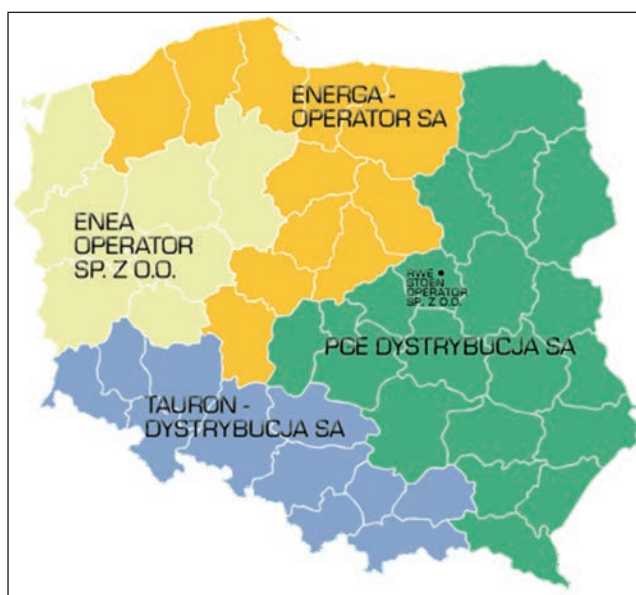 ENERGA -
OPERATOR SA
ENEA
OPERATOR
SP. Z O.O.
RWE
STOEN
OPERATOR
SP. Z O.O.
PGE DYSTRYBUCJA SA
TAURON -
DYSTRYBUCJA SA